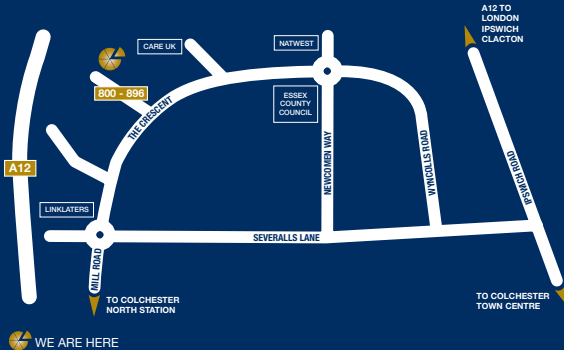 A12 TO
LONDON
IPSWICH
CLACTON
CARE UK
NATWEST
800 - 896
ESSEX
COUNTY
COUNCIL
THE CRESCENT
NEWCOMEN WAY
WYNCOLLS ROAD
IPSWICH ROAD
A12
LINKLATERS
SEVERALLS LANE
MILL ROAD
TO COLCHESTER
NORTH STATION
TO COLCHESTER
TOWN CENTRE
WE ARE HERE